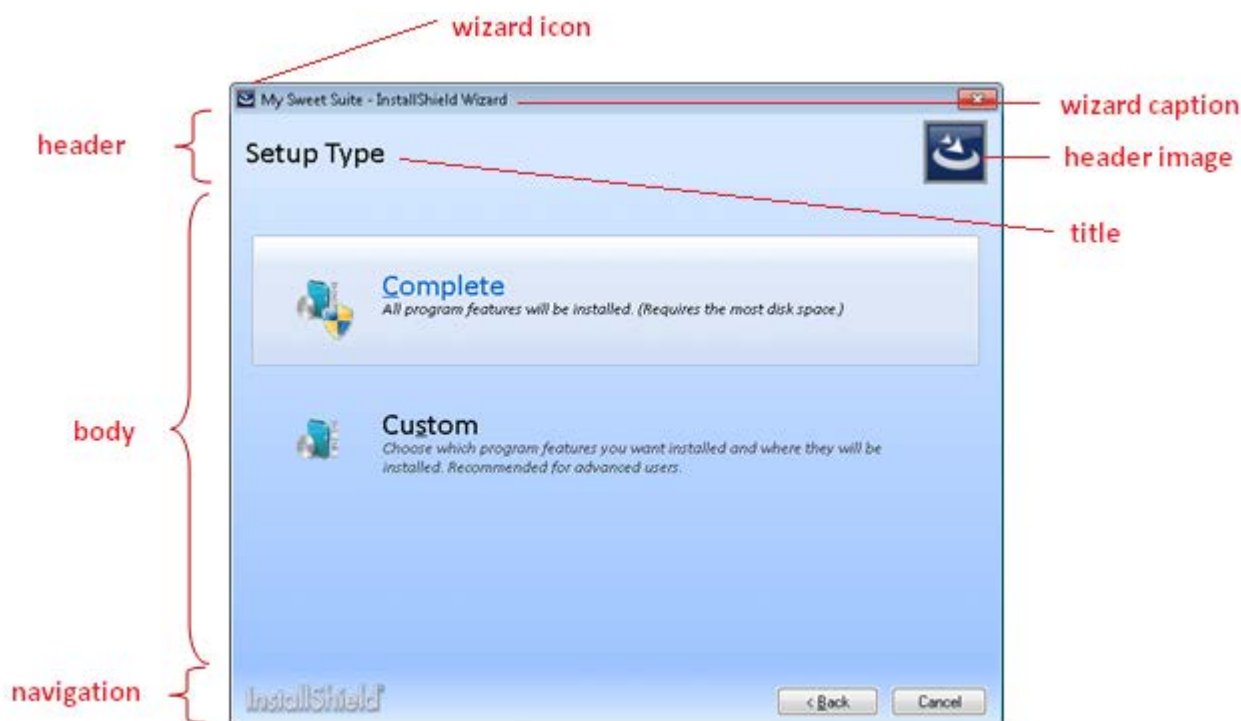 wizard icon
My Sweet Suite - InstallShield Wizard
wizard caption
header
Setup Type
header image
title
Complete
All program features will be installed. (Requires the most disk space.)
body
Custom
Choose which program features you want installed and where they will be
installed. Recommended for advanced users.
navigation
InstallShield
< Back
Cancel